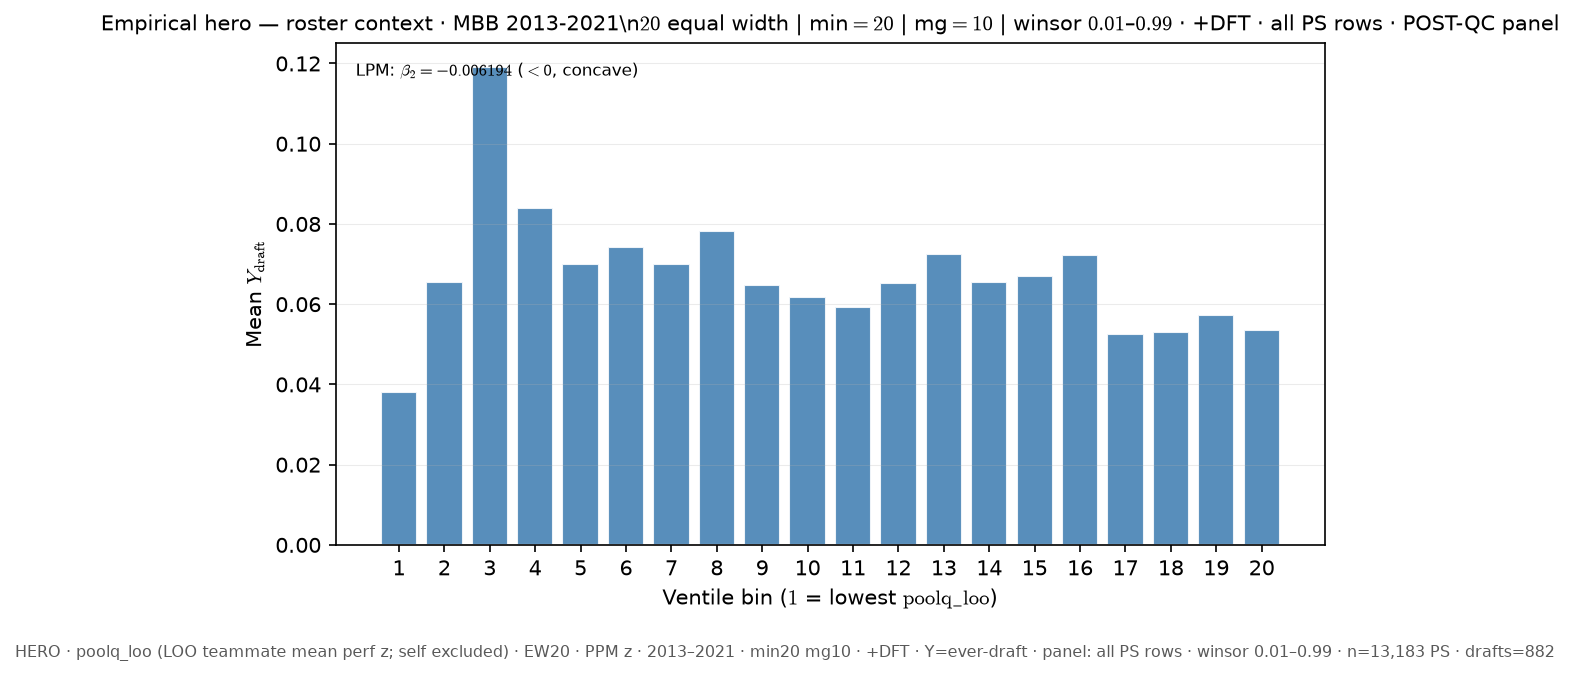 Empirical hero — roster context · MBB 2013-2021\n20 equal width | min = 20 | mg = 10 | winsor 0.01–0.99 · +DFT · all PS rows · POST-QC panel
LPM: β₂ = −0.006194 (< 0, concave)
Mean Y_draft
0.12
0.10
0.08
0.06
0.04
0.02
0.00
1 2 3 4 5 6 7 8 9 10 11 12 13 14 15 16 17 18 19 20
Ventile bin (1 = lowest poolq_loo)
HERO · poolq_loo (LOO teammate mean perf z; self excluded) · EW20 · PPM z · 2013–2021 · min20 mg10 · +DFT · Y=ever-draft · panel: all PS rows · winsor 0.01–0.99 · n=13,183 PS · drafts=882